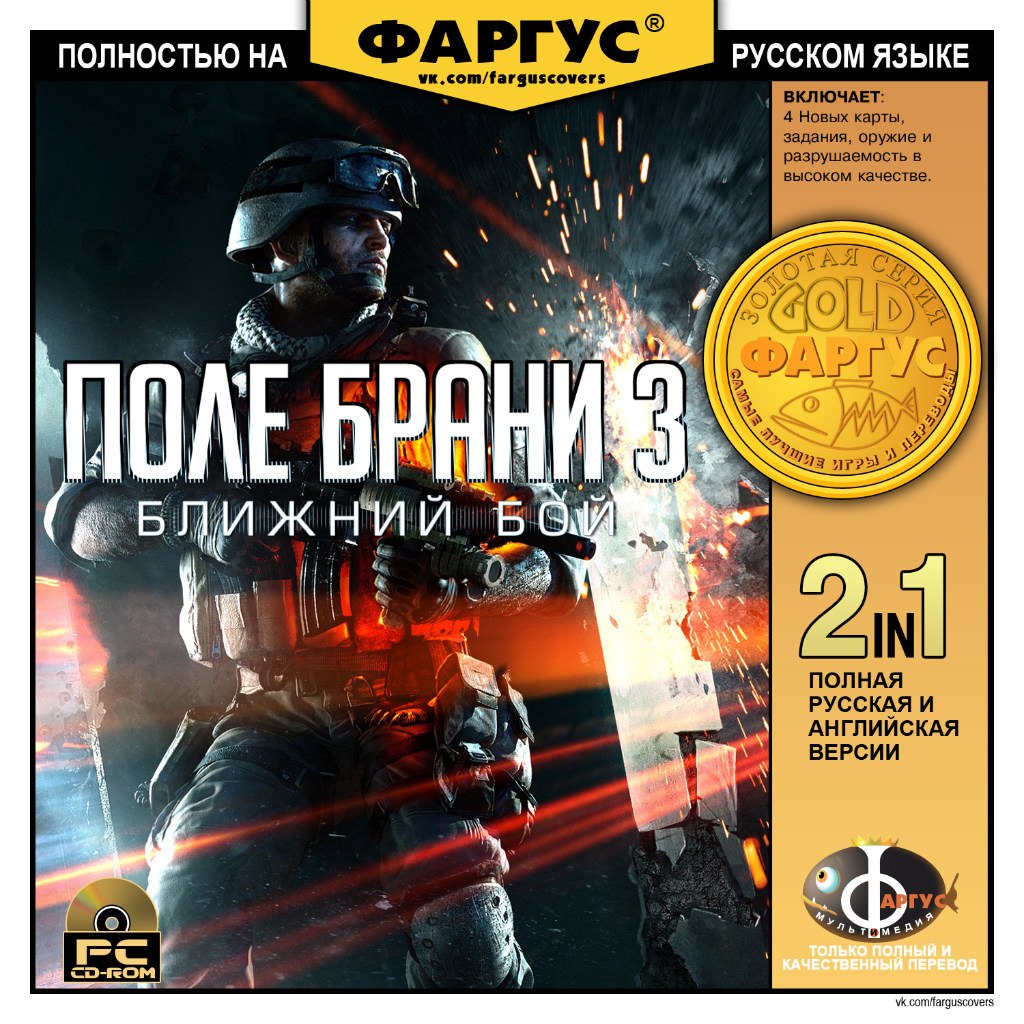 ПОЛНОСТЬЮ НА
ФАРГУС®
vk.com/farguscovers
РУССКОМ ЯЗЫКЕ
ВКЛЮЧАЕТ:
4 Новых карты,
задания, оружие и
разрушаемость в
высоком качестве.
ЗОЛОТАЯ СЕРИЯ
GOLD
ФАРГУС
САМЫЕ ЛУЧШИЕ ИГРЫ И ПЕРЕВОДЫ
ПОЛЕ БРАНИ 3
БЛИЖНИЙ БОЙ
2IN1
ПОЛНАЯ
РУССКАЯ И
АНГЛИЙСКАЯ
ВЕРСИИ
ФАРГУС
МУЛЬТИМЕДИЯ
ТОЛЬКО ПОЛНЫЙ И
КАЧЕСТВЕННЫЙ ПЕРЕВОД
PC
CD-ROM
vk.com/farguscovers